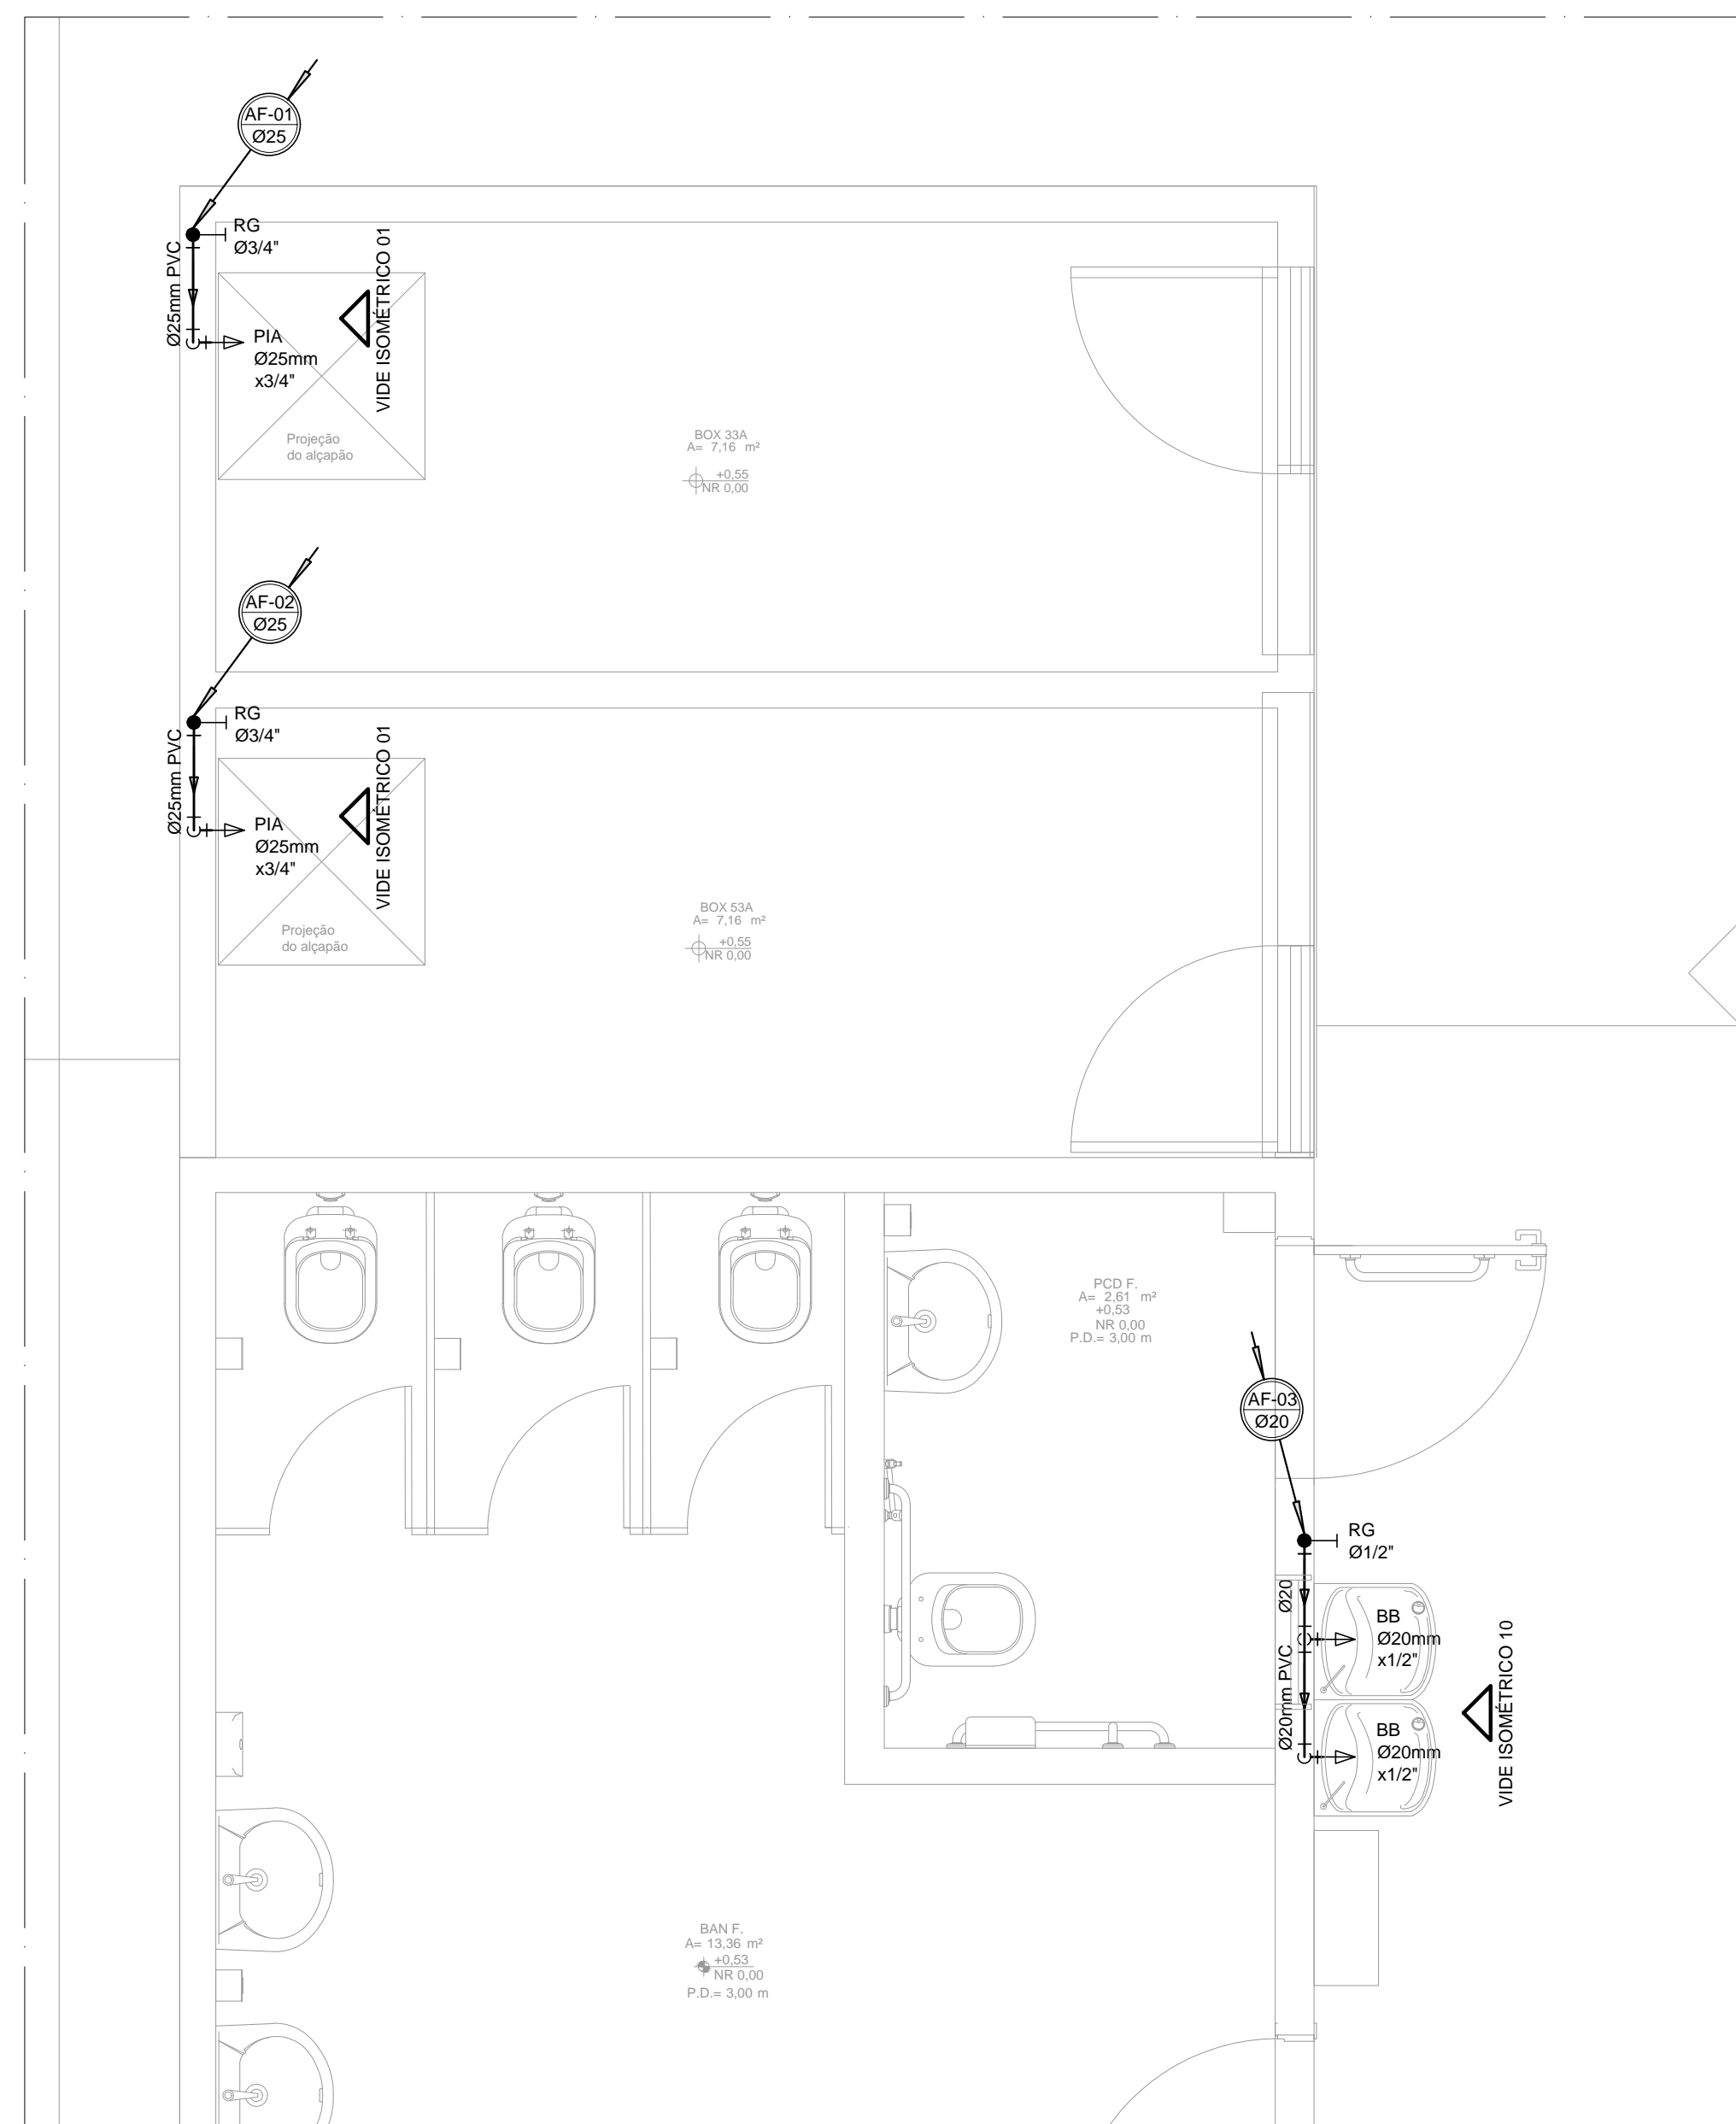 AF-01
Ø25
RG
Ø3/4"
Ø25mm PVC
PIA
Ø25mm
x3/4"
VIDE ISOMÉTRICO 01
Projeção
do alçapão
BOX 33A
A= 7,16 m²
+0,55
NR 0,00
AF-02
Ø25
RG
Ø3/4"
Ø25mm PVC
PIA
Ø25mm
x3/4"
VIDE ISOMÉTRICO 01
Projeção
do alçapão
BOX 53A
A= 7,16 m²
+0,55
NR 0,00
PCD F.
A= 2,61 m²
+0,53
NR 0,00
P.D.= 3,00 m
AF-03
Ø20
RG
Ø1/2"
Ø20
BB
Ø20mm
x1/2"
Ø20mm PVC
BB
Ø20mm
x1/2"
VIDE ISOMÉTRICO 10
BAN F.
A= 13,36 m²
+0,53
NR 0,00
P.D.= 3,00 m